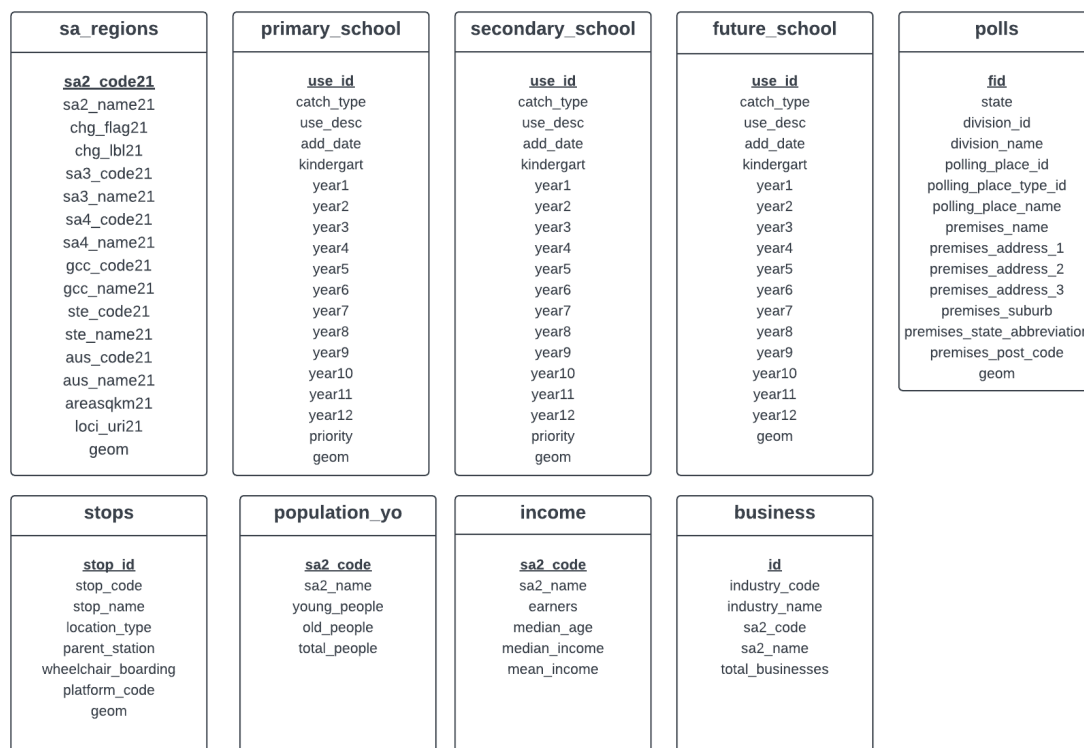 sa_regions
sa2_code21
sa2_name21
chg_flag21
chg_lbl21
sa3_code21
sa3_name21
sa4_code21
sa4_name21
gcc_code21
gcc_name21
ste_code21
ste_name21
aus_code21
aus_name21
areasqkm21
loci_uri21
geom
primary_school
use_id
catch_type
use_desc
add_date
kindergart
year1
year2
year3
year4
year5
year6
year7
year8
year9
year10
year11
year12
priority
geom
secondary_school
use_id
catch_type
use_desc
add_date
kindergart
year1
year2
year3
year4
year5
year6
year7
year8
year9
year10
year11
year12
priority
geom
future_school
use_id
catch_type
use_desc
add_date
kindergart
year1
year2
year3
year4
year5
year6
year7
year8
year9
year10
year11
year12
geom
polls
fid
state
division_id
division_name
polling_place_id
polling_place_type_id
polling_place_name
premises_name
premises_address_1
premises_address_2
premises_address_3
premises_suburb
premises_state_abbreviation
premises_post_code
geom
stops
stop_id
stop_code
stop_name
location_type
parent_station
wheelchair_boarding
platform_code
geom
population_yo
sa2_code
sa2_name
young_people
old_people
total_people
income
sa2_code
sa2_name
earners
median_age
median_income
mean_income
business
id
industry_code
industry_name
sa2_code
sa2_name
total_businesses